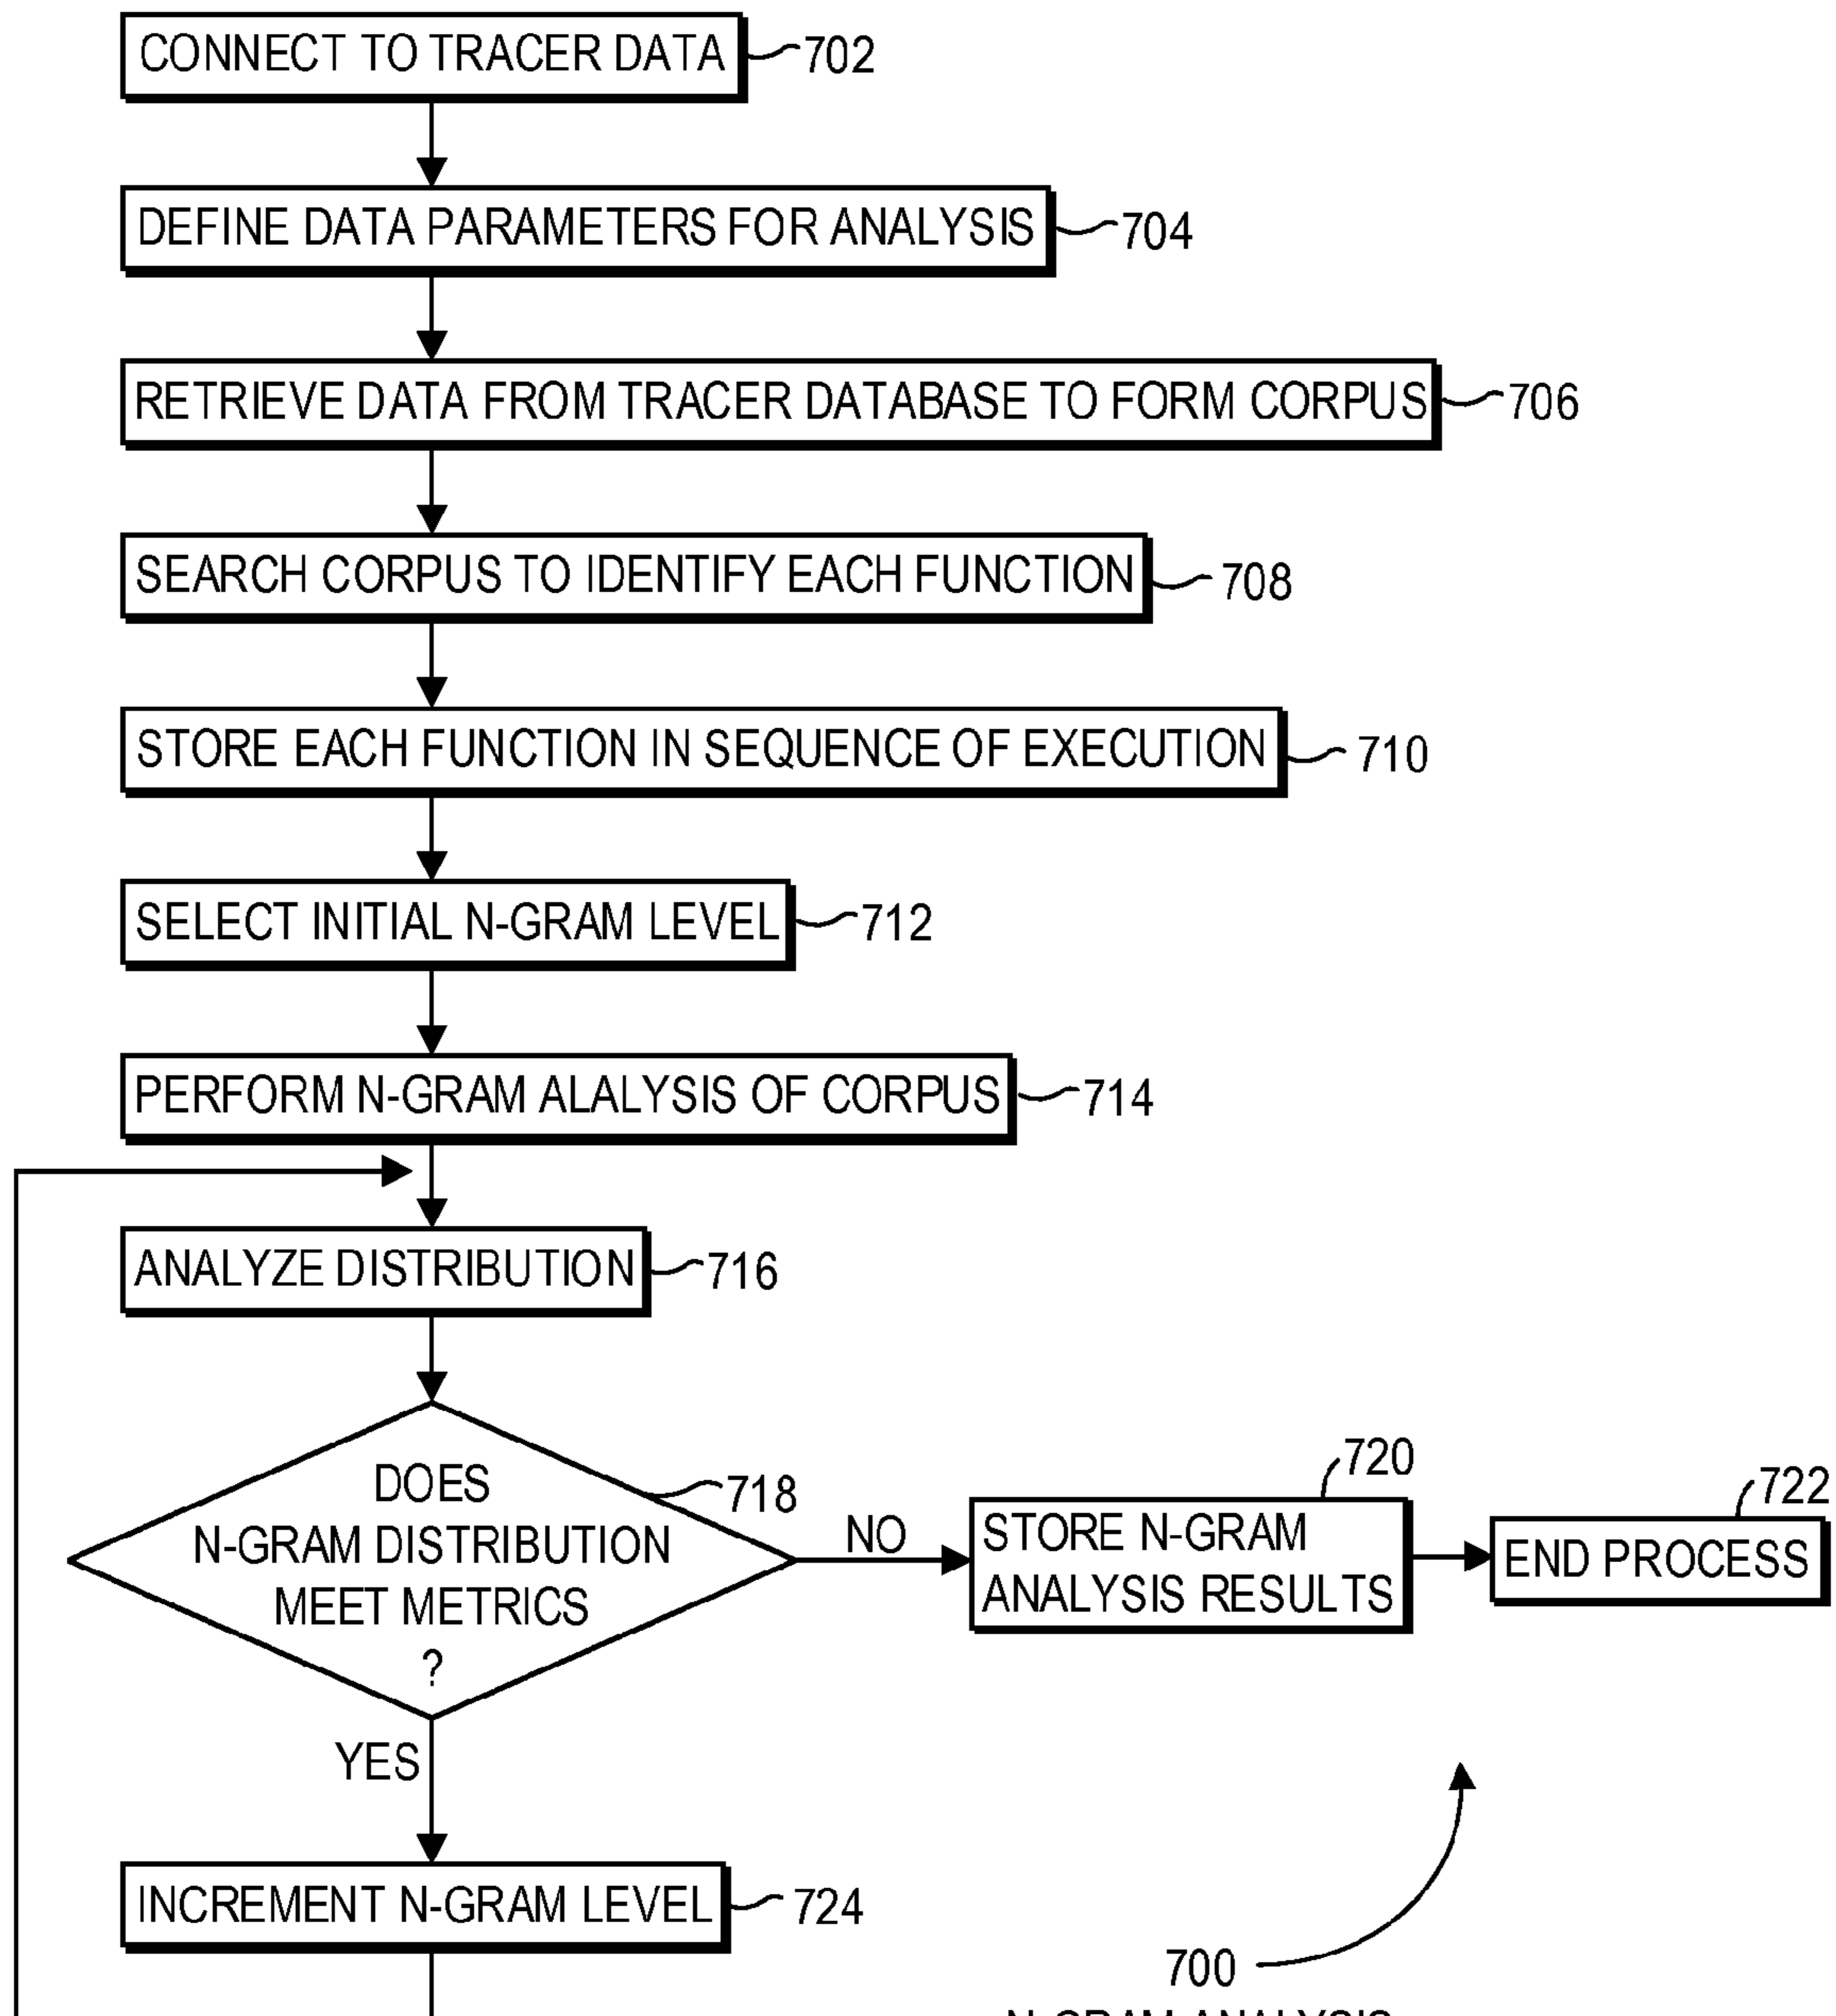 CONNECT TO TRACER DATA 702
DEFINE DATA PARAMETERS FOR ANALYSIS 704
RETRIEVE DATA FROM TRACER DATABASE TO FORM CORPUS 706
SEARCH CORPUS TO IDENTIFY EACH FUNCTION 708
STORE EACH FUNCTION IN SEQUENCE OF EXECUTION 710
SELECT INITIAL N-GRAM LEVEL 712
PERFORM N-GRAM ALALYSIS OF CORPUS 714
ANALYZE DISTRIBUTION 716
DOES
N-GRAM DISTRIBUTION
MEET METRICS
?
718
NO
720
STORE N-GRAM
ANALYSIS RESULTS
722
END PROCESS
YES
INCREMENT N-GRAM LEVEL 724
700
N-GRAM ANALYSIS